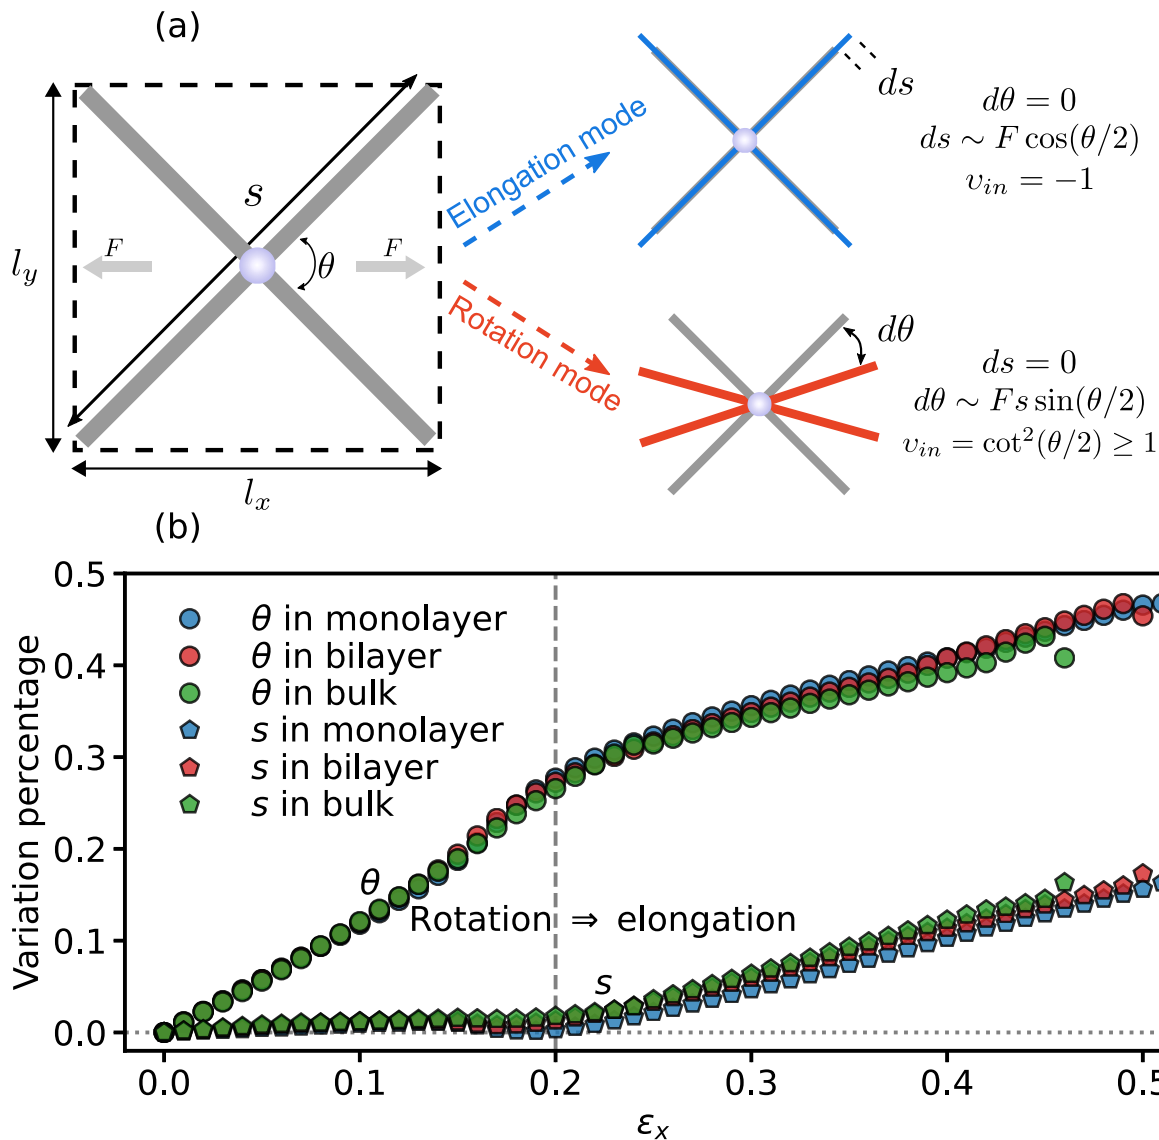 (a)
s
F
F
θ
l_y
l_x
Elongation mode
Rotation mode
ds
dθ = 0
ds ∼ F cos(θ/2)
υ_in = −1
dθ
ds = 0
dθ ∼ Fs sin(θ/2)
υ_in = cot²(θ/2) ≥ 1
(b)
Variation percentage
0.5
0.4
0.3
0.2
0.1
0.0
θ in monolayer
θ in bilayer
θ in bulk
s in monolayer
s in bilayer
s in bulk
θ
Rotation ⇒ elongation
s
0.0 0.1 0.2 0.3 0.4 0.5
ε_x